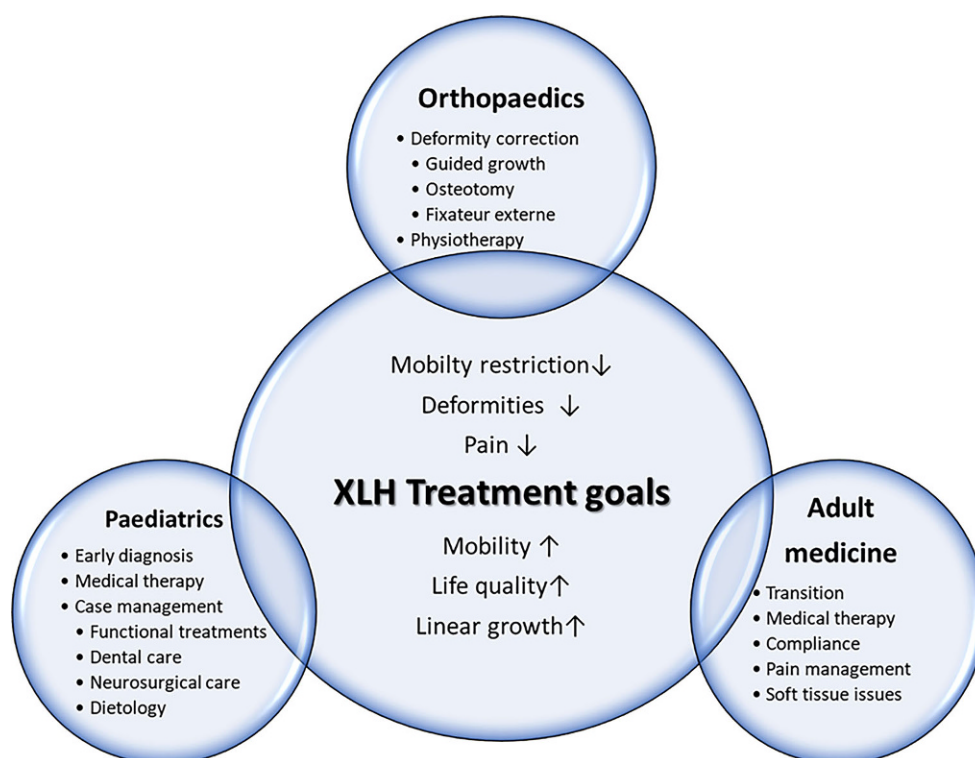 Orthopaedics
• Deformity correction
• Guided growth
• Osteotomy
• Fixateur externe
• Physiotherapy
Mobilty restriction↓
Deformities ↓
Pain ↓
XLH Treatment goals
Mobility ↑
Life quality↑
Linear growth↑
Paediatrics
• Early diagnosis
• Medical therapy
• Case management
• Functional treatments
• Dental care
• Neurosurgical care
• Dietology
Adult
medicine
• Transition
• Medical therapy
• Compliance
• Pain management
• Soft tissue issues